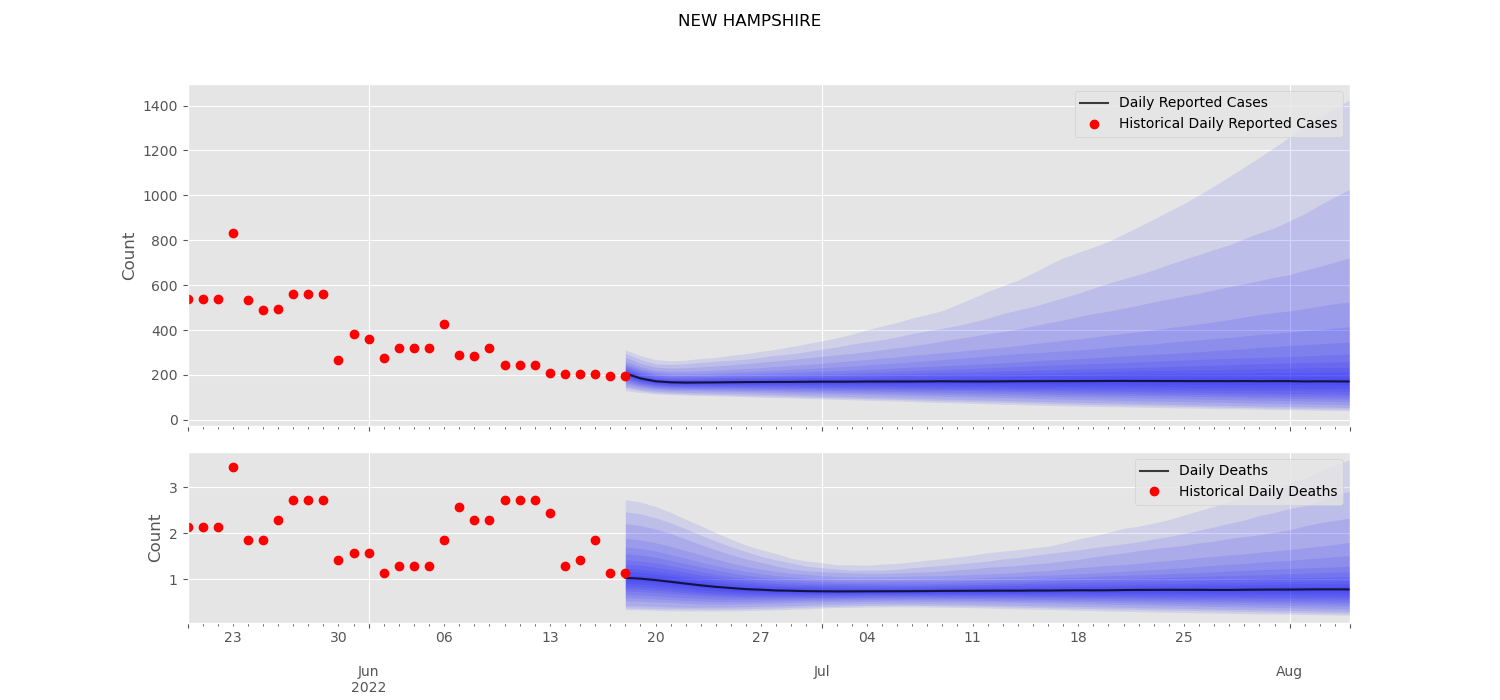 NEW HAMPSHIRE
1400
1200
1000
800
600
400
200
0
Count
Daily Reported Cases
Historical Daily Reported Cases
3
2
1
Count
Daily Deaths
Historical Daily Deaths
23 30 06 13 20 27 04 11 18 25
Jun Jul Aug
2022